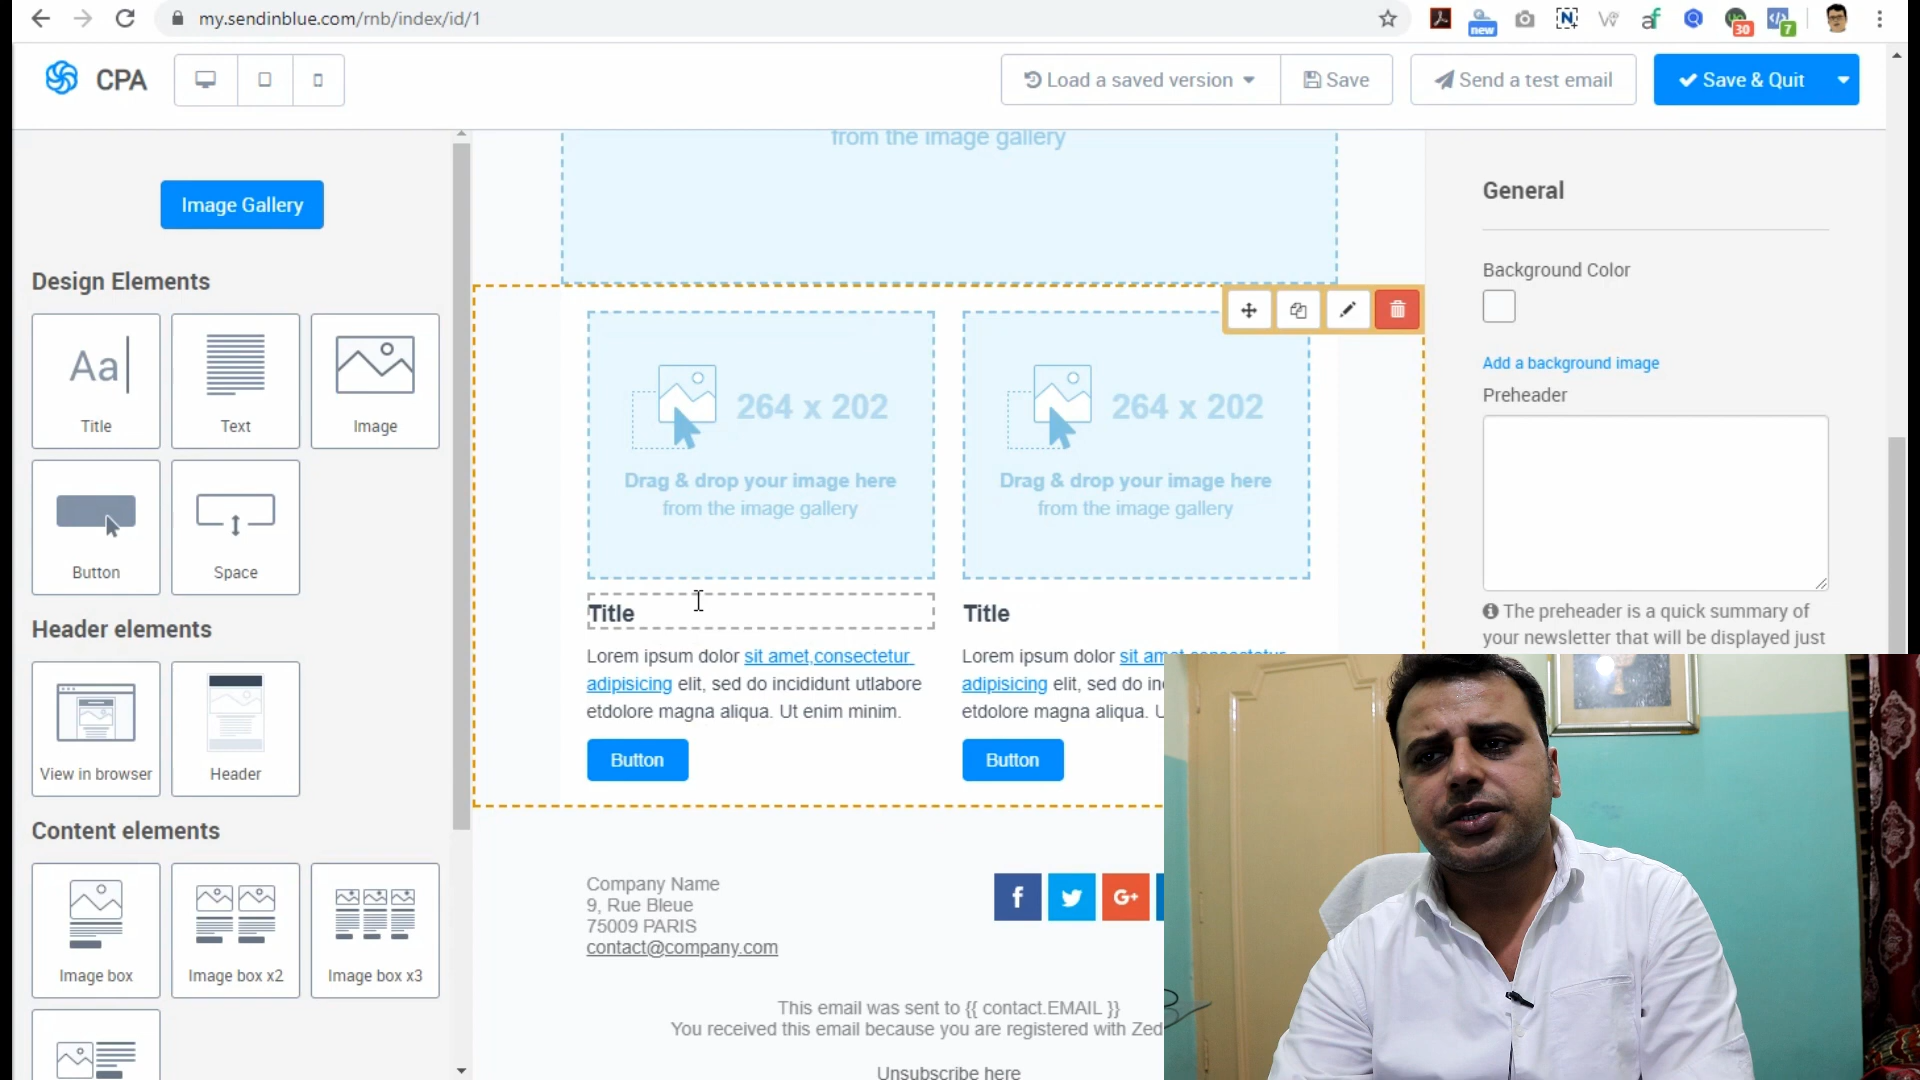 my.sendinblue.com/rnb/index/id/1
new
30
7
CPA
Load a saved version
Save
Send a test email
Save & Quit
Image Gallery
Design Elements
Aa
Title
Text
Image
Button
Space
Header elements
View in browser
Header
Content elements
Image box
Image box x2
Image box x3
from the image gallery
264 x 202
Drag & drop your image here
from the image gallery
264 x 202
Drag & drop your image here
from the image gallery
Title
Lorem ipsum dolor sit amet,consectetur
adipisicing elit, sed do incididunt utlabore
etdolore magna aliqua. Ut enim minim.
Button
Title
Lorem ipsum dolor sit amet,consectetur
adipisicing elit, sed do
etdolore magna aliqua.
Button
Company Name
9, Rue Bleue
75009 PARIS
contact@company.com
f
G+
This email was sent to {{ contact.EMAIL }}
You received this email because you are registered with Zed
Unsubscribe here
General
Background Color
Add a background image
Preheader
The preheader is a quick summary of
your newsletter that will be displayed just